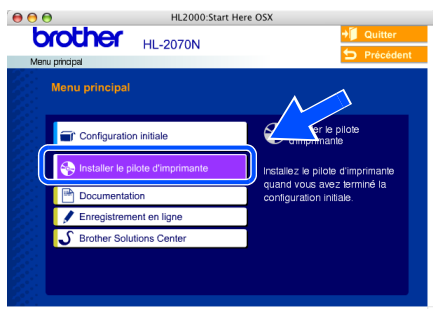 HL2000:Start Here OSX
brother
HL-2070N
Quitter
Précédent
Menu principal
Menu principal
Configuration initiale
Installer le pilote d'imprimante
Documentation
Enregistrement en ligne
Brother Solutions Center
le pilote
d'imprimante
Installez le pilote d'imprimante
quand vous avez terminé la
configuration initiale.